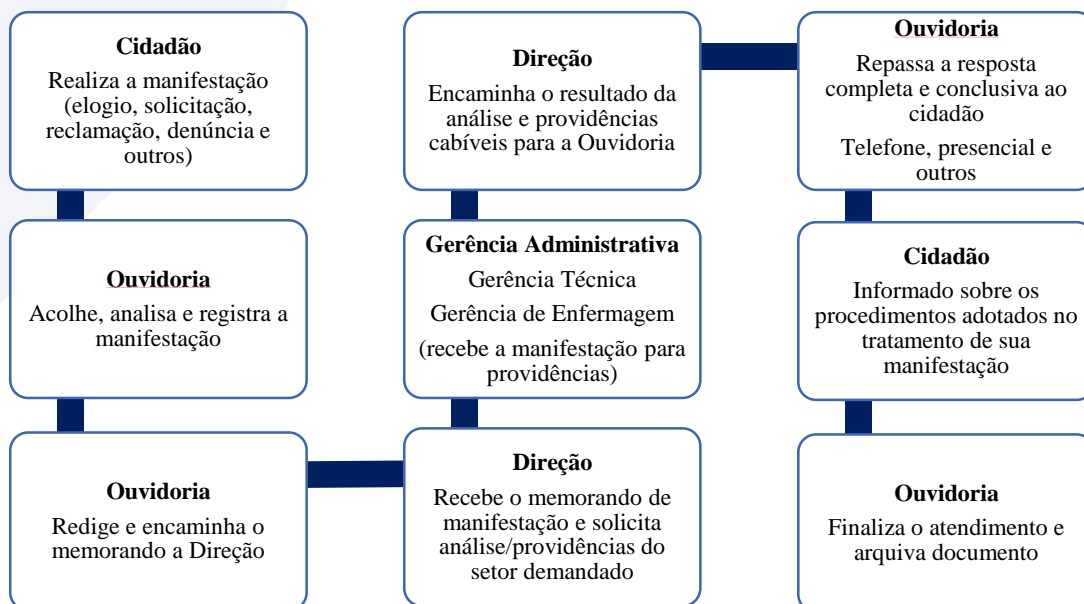 Cidadão
Realiza a manifestação
(elogio, solicitação,
reclamação, denúncia e
outros)
Ouvidoria
Acolhe, analisa e registra a
manifestação
Ouvidoria
Redige e encaminha o
memorando a Direção
Direção
Recebe o memorando de
manifestação e solicita
análise/providências do
setor demandado
Gerência Administrativa
Gerência Técnica
Gerência de Enfermagem
(recebe a manifestação para
providências)
Direção
Encaminha o resultado da
análise e providências
cabíveis para a Ouvidoria
Ouvidoria
Repassa a resposta
completa e conclusiva ao
cidadão
Telefone, presencial e
outros
Cidadão
Informado sobre os
procedimentos adotados no
tratamento de sua
manifestação
Ouvidoria
Finaliza o atendimento e
arquiva documento